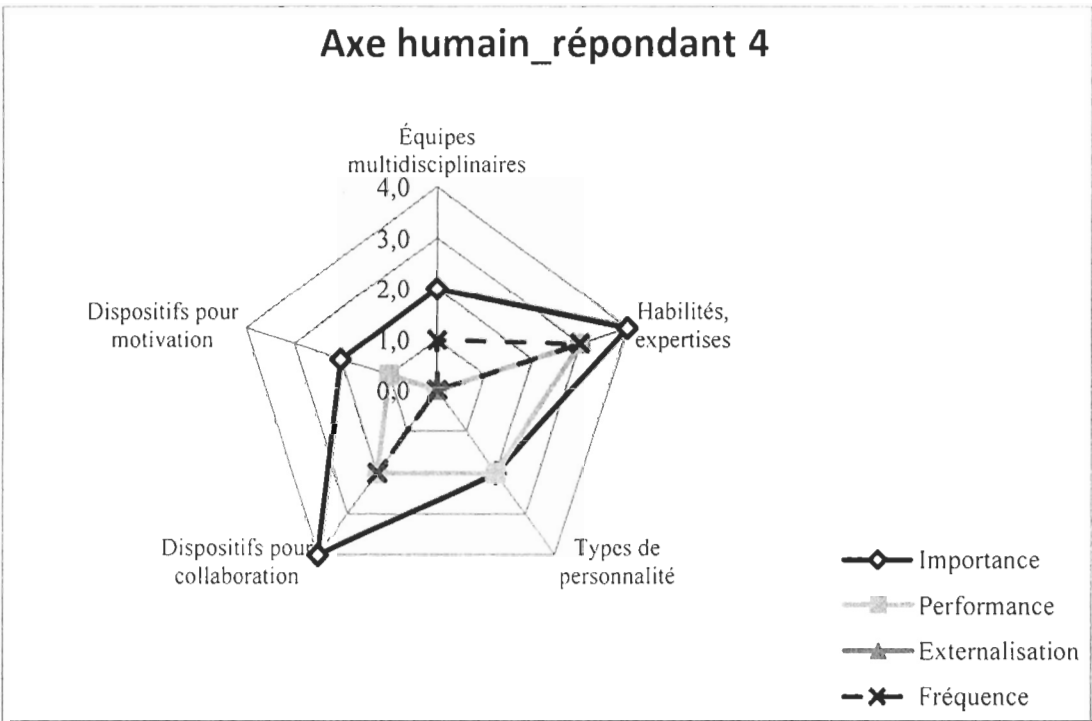 Axe humain_répondant 4
Équipes
multidisciplinaires
4,0
3,0
2,0
1,0
0,0
Habilités,
expertises
Types de
personnalité
Dispositifs pour
collaboration
Dispositifs pour
motivation
Importance
Performance
Externalisation
Fréquence